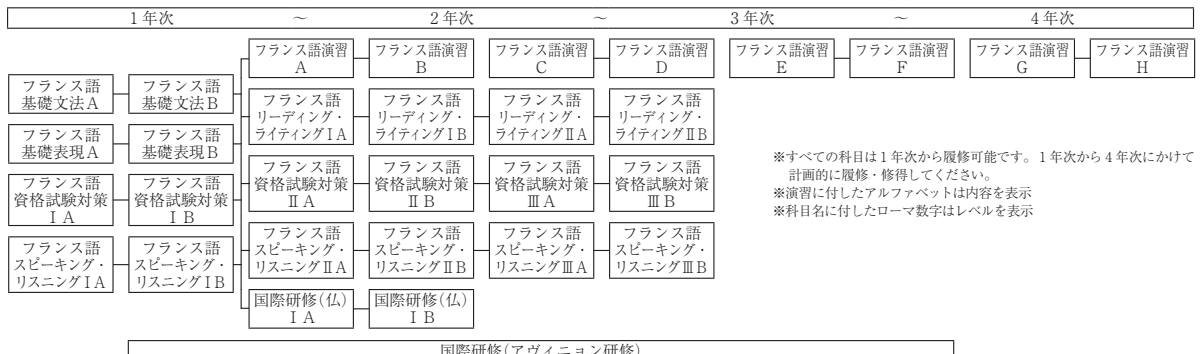 1年次 ～ 2年次 ～ 3年次 ～ 4年次
フランス語演習
A
フランス語演習
B
フランス語演習
C
フランス語演習
D
フランス語演習
E
フランス語演習
F
フランス語演習
G
フランス語演習
H
フランス語
基礎文法A
フランス語
基礎文法B
フランス語
リーディング・
ライティングⅠA
フランス語
リーディング・
ライティングⅠB
フランス語
リーディング・
ライティングⅡA
フランス語
リーディング・
ライティングⅡB
フランス語
基礎表現A
フランス語
基礎表現B
フランス語
資格試験対策
ⅠA
フランス語
資格試験対策
ⅠB
フランス語
資格試験対策
ⅡA
フランス語
資格試験対策
ⅡB
フランス語
資格試験対策
ⅢA
フランス語
資格試験対策
ⅢB
フランス語
スピーキング・
リスニングⅠA
フランス語
スピーキング・
リスニングⅠB
フランス語
スピーキング・
リスニングⅡA
フランス語
スピーキング・
リスニングⅡB
フランス語
スピーキング・
リスニングⅢA
フランス語
スピーキング・
リスニングⅢB
国際研修(仏)
ⅠA
国際研修(仏)
ⅠB
※すべての科目は1年次から履修可能です。1年次から4年次にかけて
計画的に履修・修得してください。
※演習に付したアルファベットは内容を表示
※科目名に付したローマ数字はレベルを表示
国際研修(アヴィニョン研修)